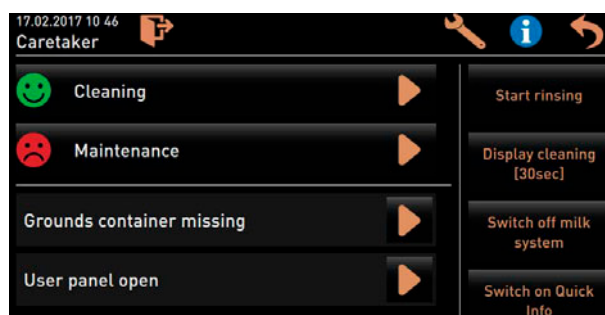 17.02.2017 10 46
Caretaker
Cleaning
Maintenance
Grounds container missing
User panel open
Start rinsing
Display cleaning
[30sec]
Switch off milk
system
Switch on Quick
Info